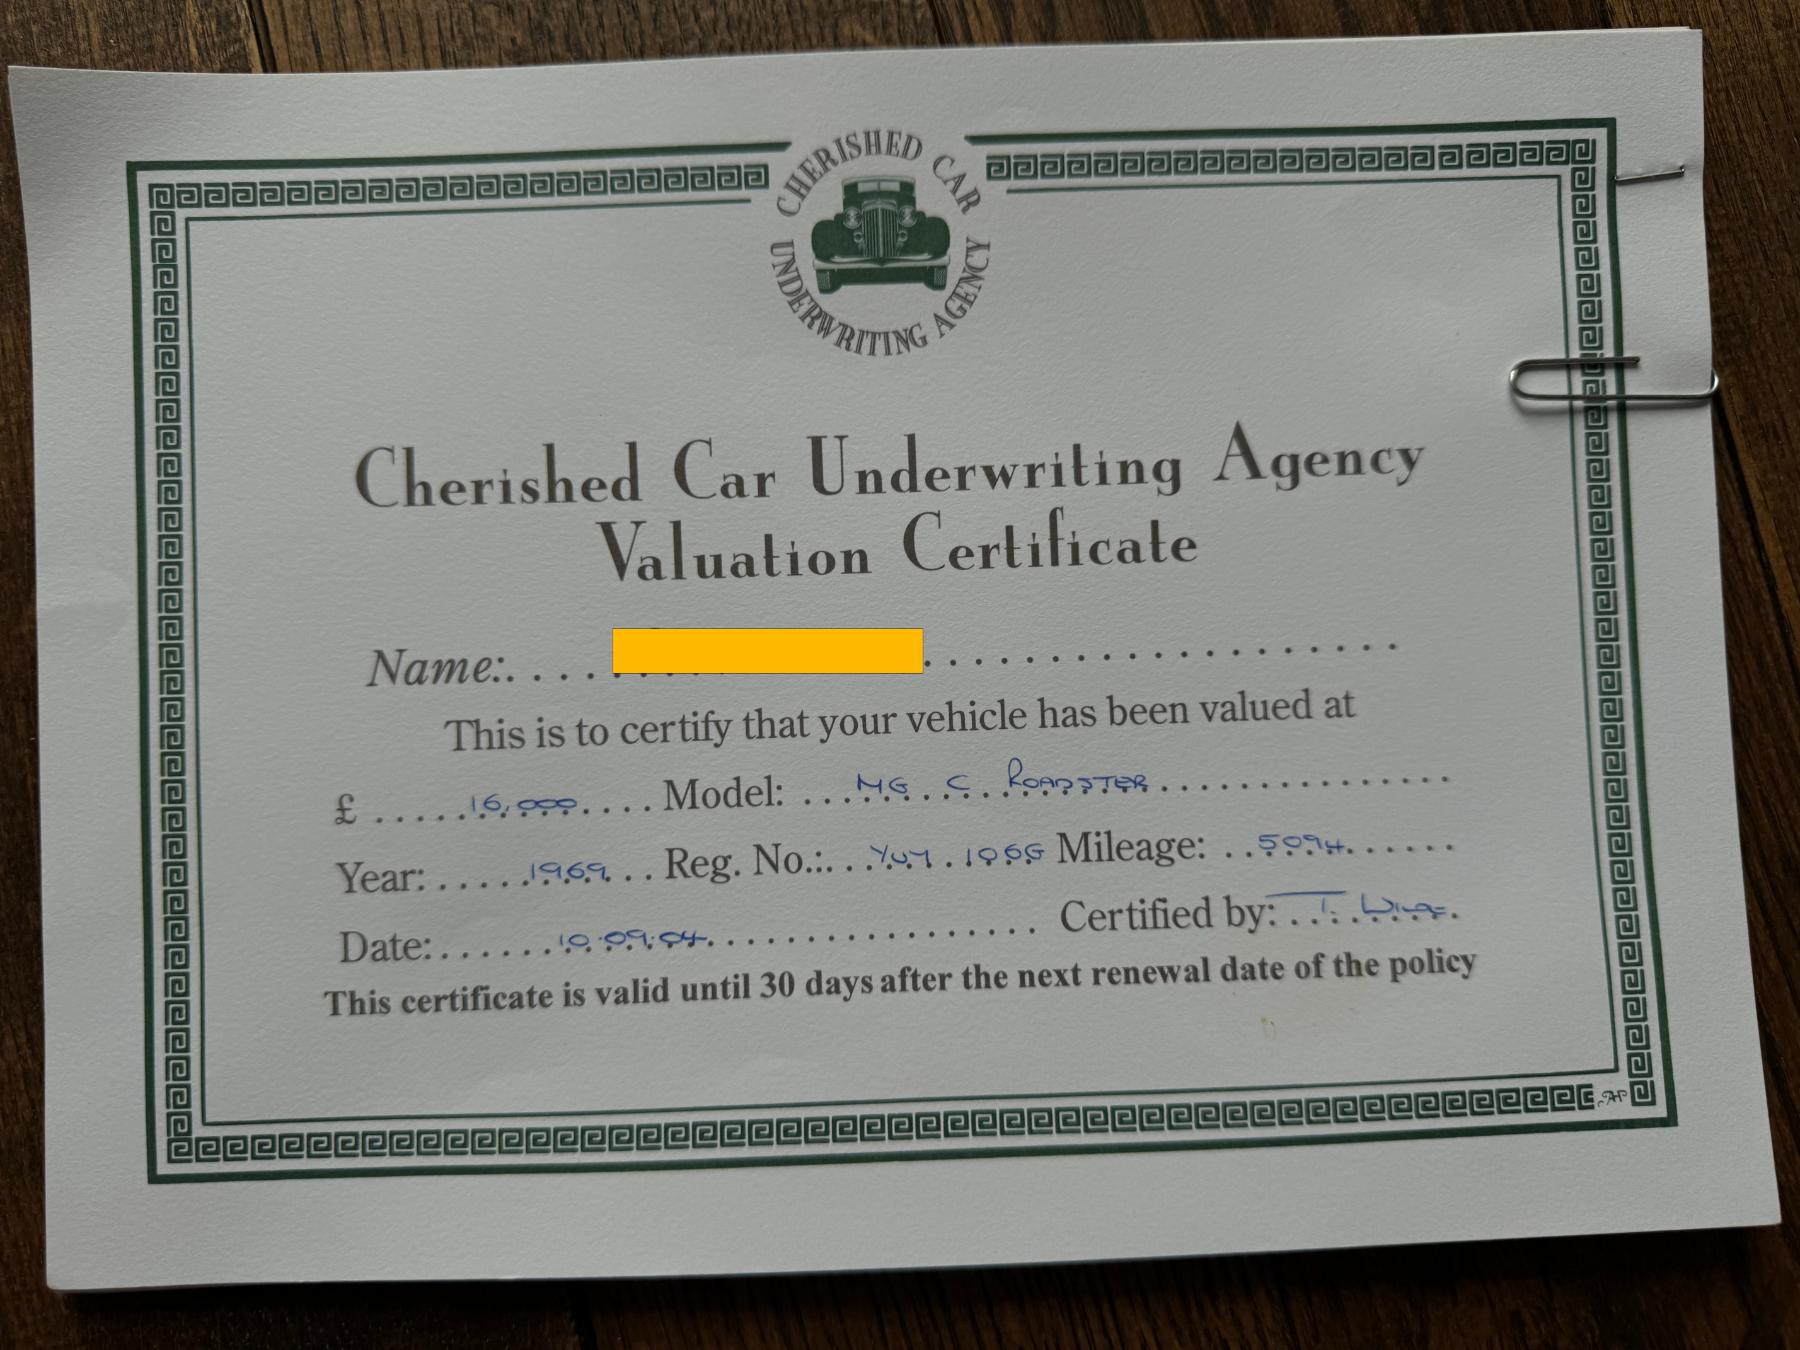 CHERISHED CAR
UNDERWRITING AGENCY
Cherished Car Underwriting Agency
Valuation Certificate
Name:
This is to certify that your vehicle has been valued at
£ 16,000 Model: MG C ROADSTER
Year: 1969 Reg. No.: 106G Mileage: 5094
Date: 10.09.04 Certified by: T.
This certificate is valid until 30 days after the next renewal date of the policy